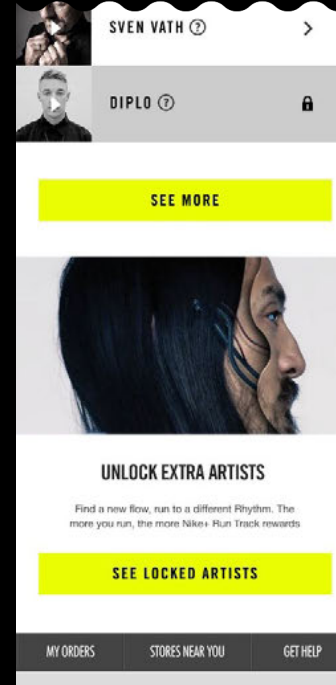 SVEN VATH ?
DIPLO ?
SEE MORE
UNLOCK EXTRA ARTISTS
Find a new flow, run to a different Rhythm. The
more you run, the more Nike+ Run Track rewards
SEE LOCKED ARTISTS
MY ORDERS STORES NEAR YOU GET HELP